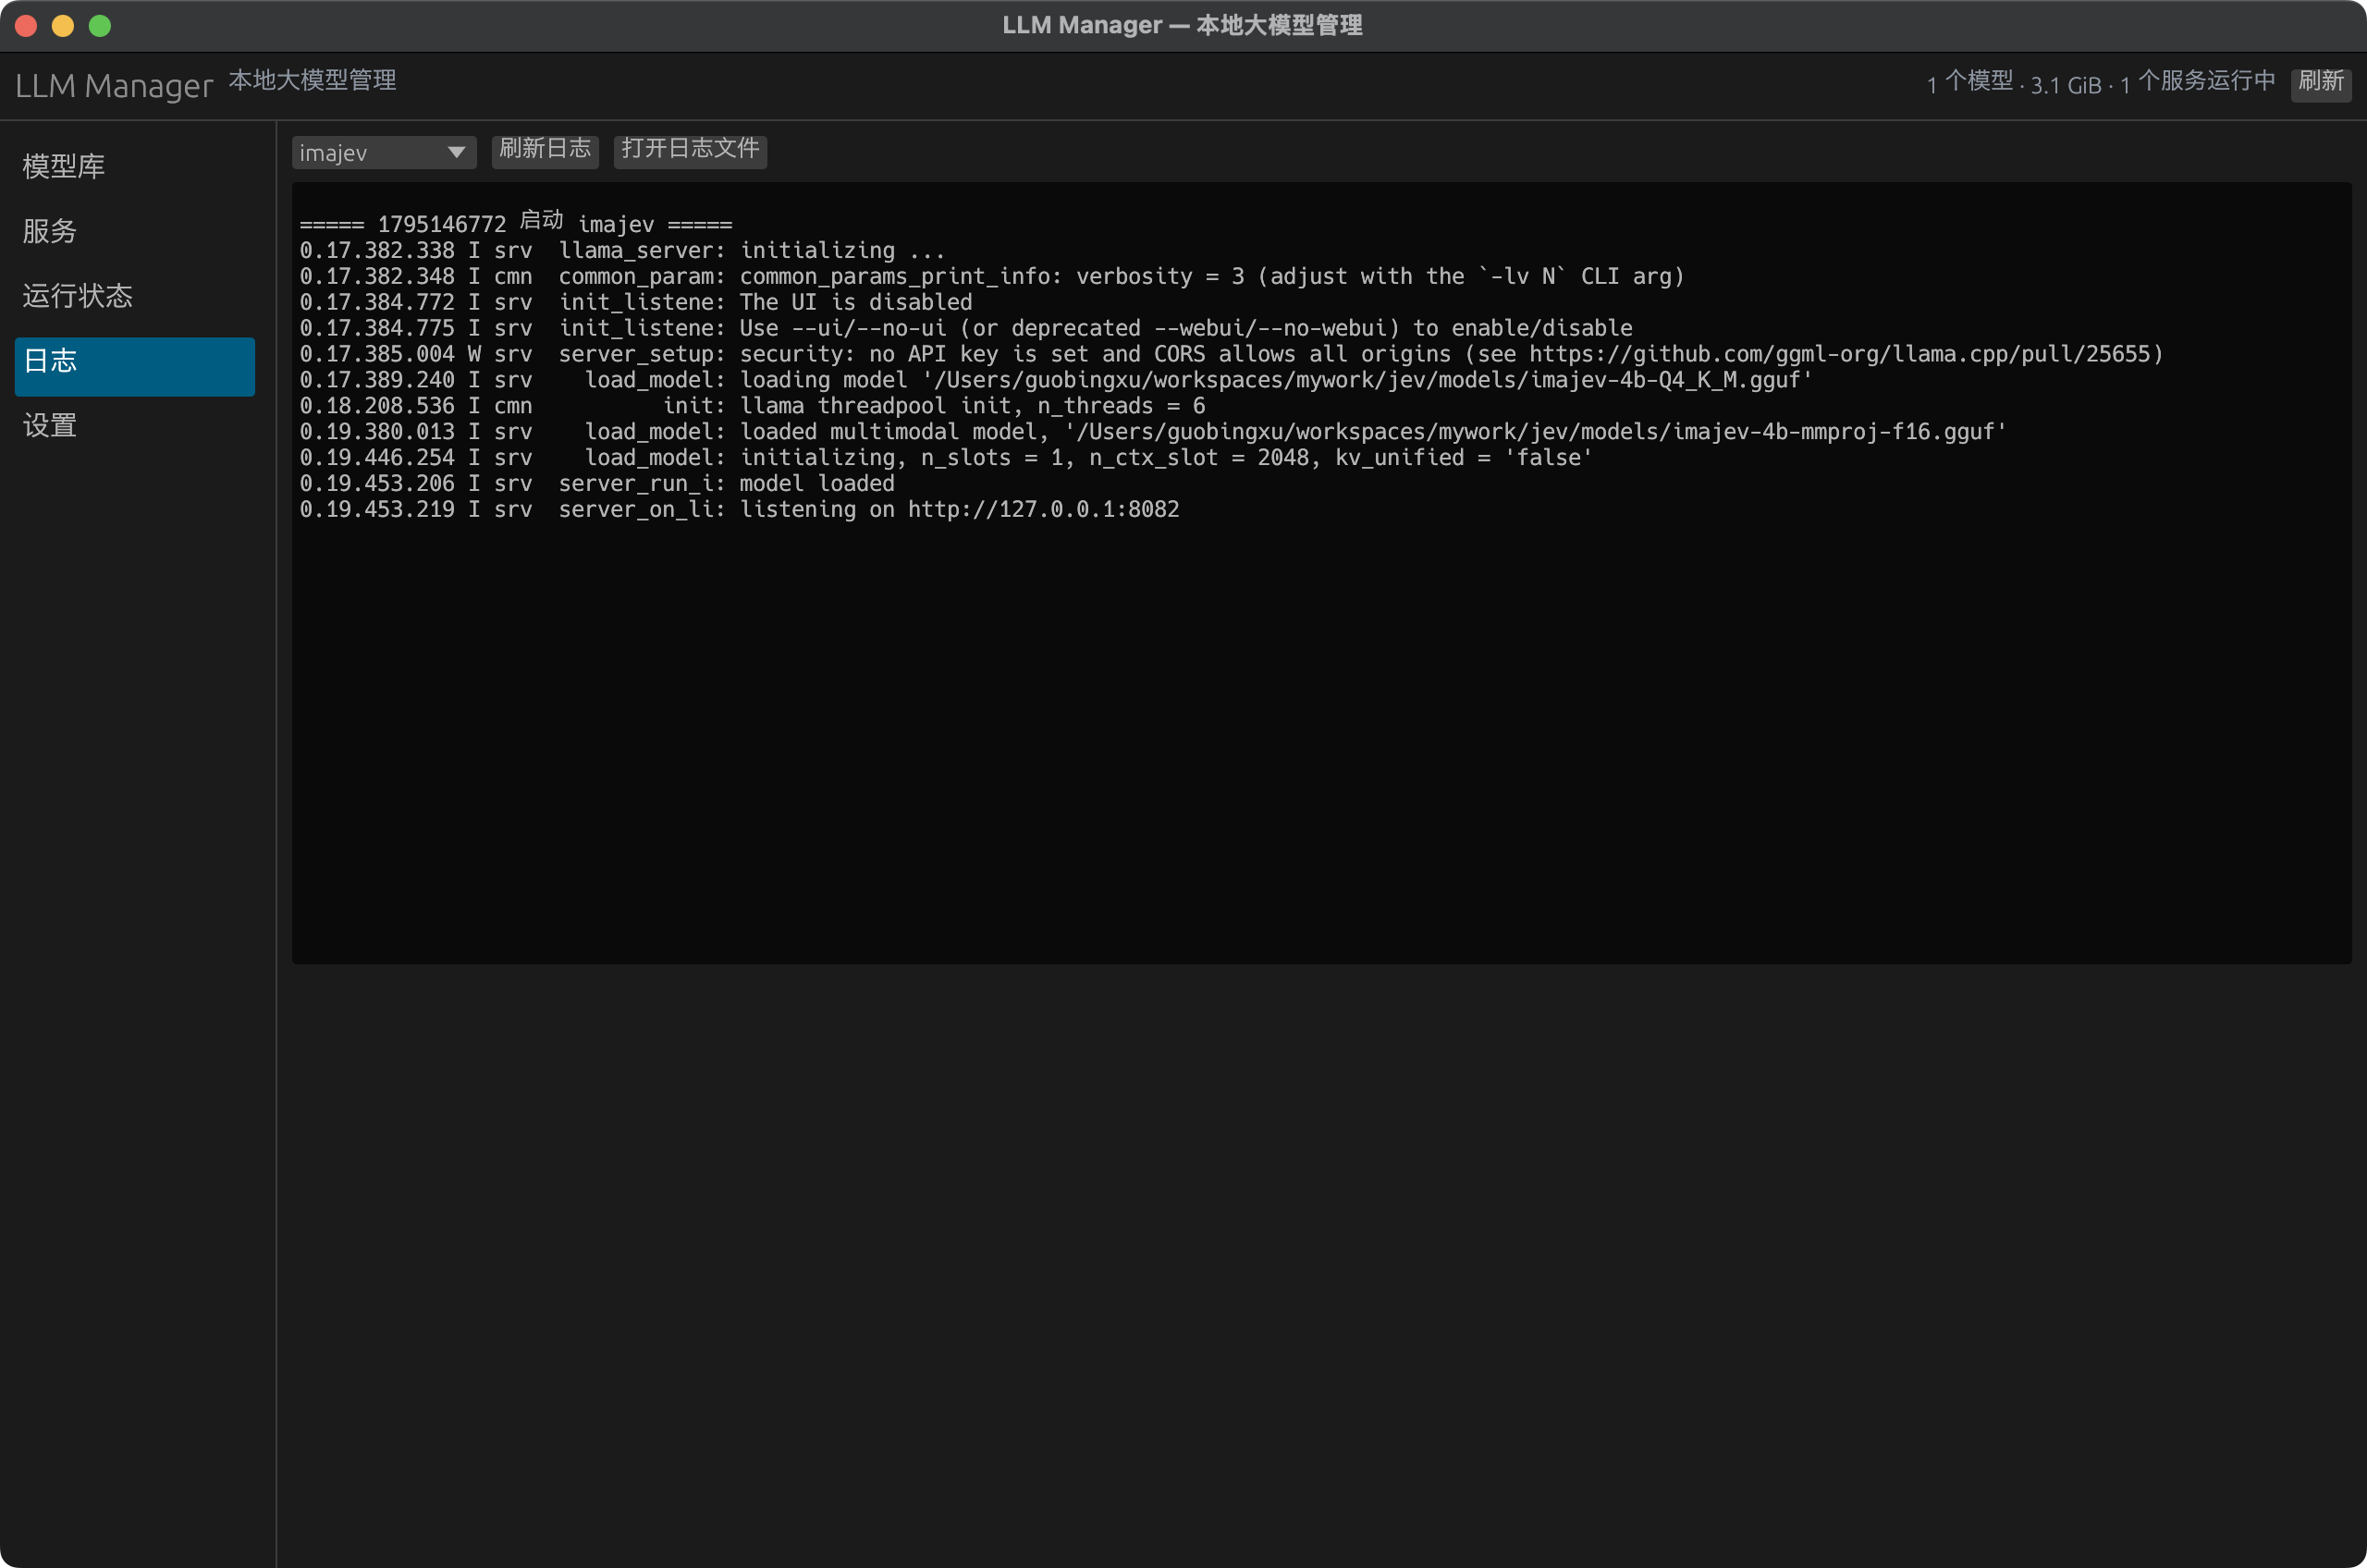 LLM Manager — 本地大模型管理
LLM Manager 本地大模型管理 1 个模型 · 3.1 GiB · 1 个服务运行中 刷新
模型库
服务
运行状态
日志
设置
imajev 刷新日志 打开日志文件
===== 1795146772 启动 imajev =====
0.17.382.338 I srv  llama_server: initializing ...
0.17.382.348 I cmn  common_param: common_params_print_info: verbosity = 3 (adjust with the `-lv N` CLI arg)
0.17.384.772 I srv  init_listene: The UI is disabled
0.17.384.775 I srv  init_listene: Use --ui/--no-ui (or deprecated --webui/--no-webui) to enable/disable
0.17.385.004 W srv  server_setup: security: no API key is set and CORS allows all origins (see https://github.com/ggml-org/llama.cpp/pull/25655)
0.17.389.240 I srv    load_model: loading model '/Users/guobingxu/workspaces/mywork/jev/models/imajev-4b-Q4_K_M.gguf'
0.18.208.536 I cmn          init: llama threadpool init, n_threads = 6
0.19.380.013 I srv    load_model: loaded multimodal model, '/Users/guobingxu/workspaces/mywork/jev/models/imajev-4b-mmproj-f16.gguf'
0.19.446.254 I srv    load_model: initializing, n_slots = 1, n_ctx_slot = 2048, kv_unified = 'false'
0.19.453.206 I srv  server_run_i: model loaded
0.19.453.219 I srv  server_on_li: listening on http://127.0.0.1:8082